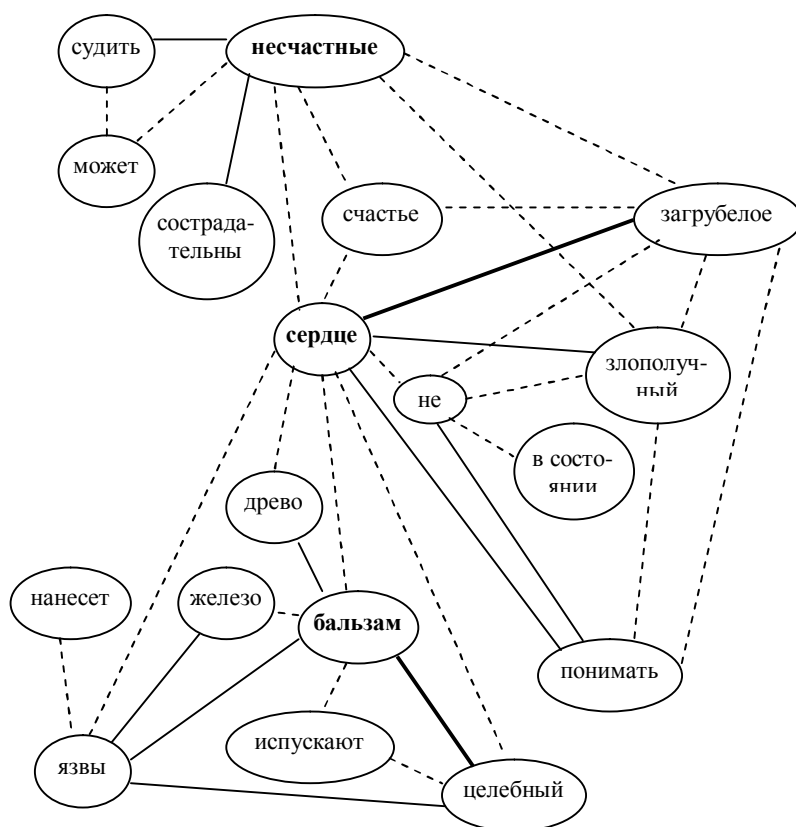 судить
несчастные
может
сострада-
тельны
счастье
загрубелое
сердце
злополуч-
ный
не
в состо-
янии
древо
нанесет
железо
бальзам
понимать
испускают
язвы
целебный